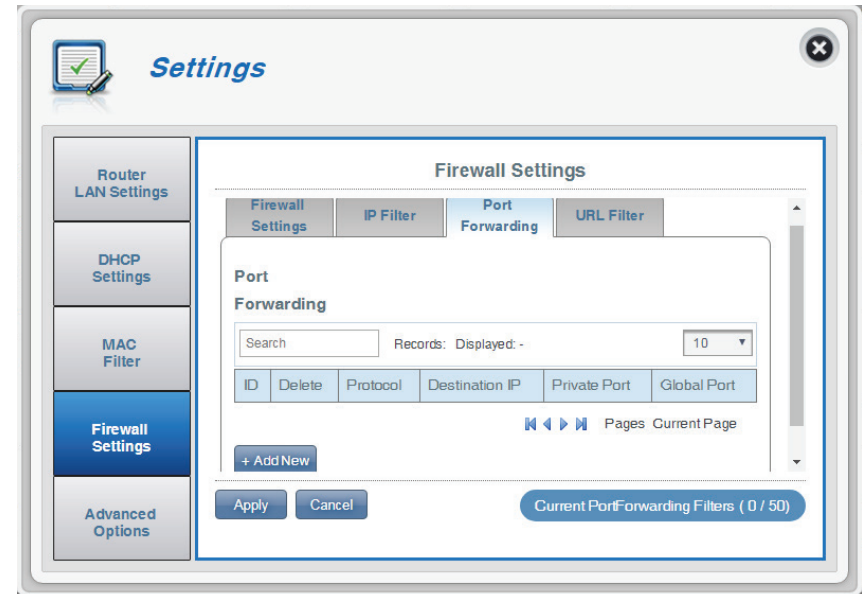 Settings
Router
LAN Settings
DHCP
Settings
MAC
Filter
Firewall
Settings
Advanced
Options
Firewall Settings
Firewall
Settings
IP Filter
Port
Forwarding
URL Filter
Port
Forwarding
Search
Records: Displayed: -
10
ID Delete Protocol Destination IP Private Port Global Port
Pages Current Page
+ Add New
Apply Cancel
Current PortForwarding Filters ( 0 / 50)